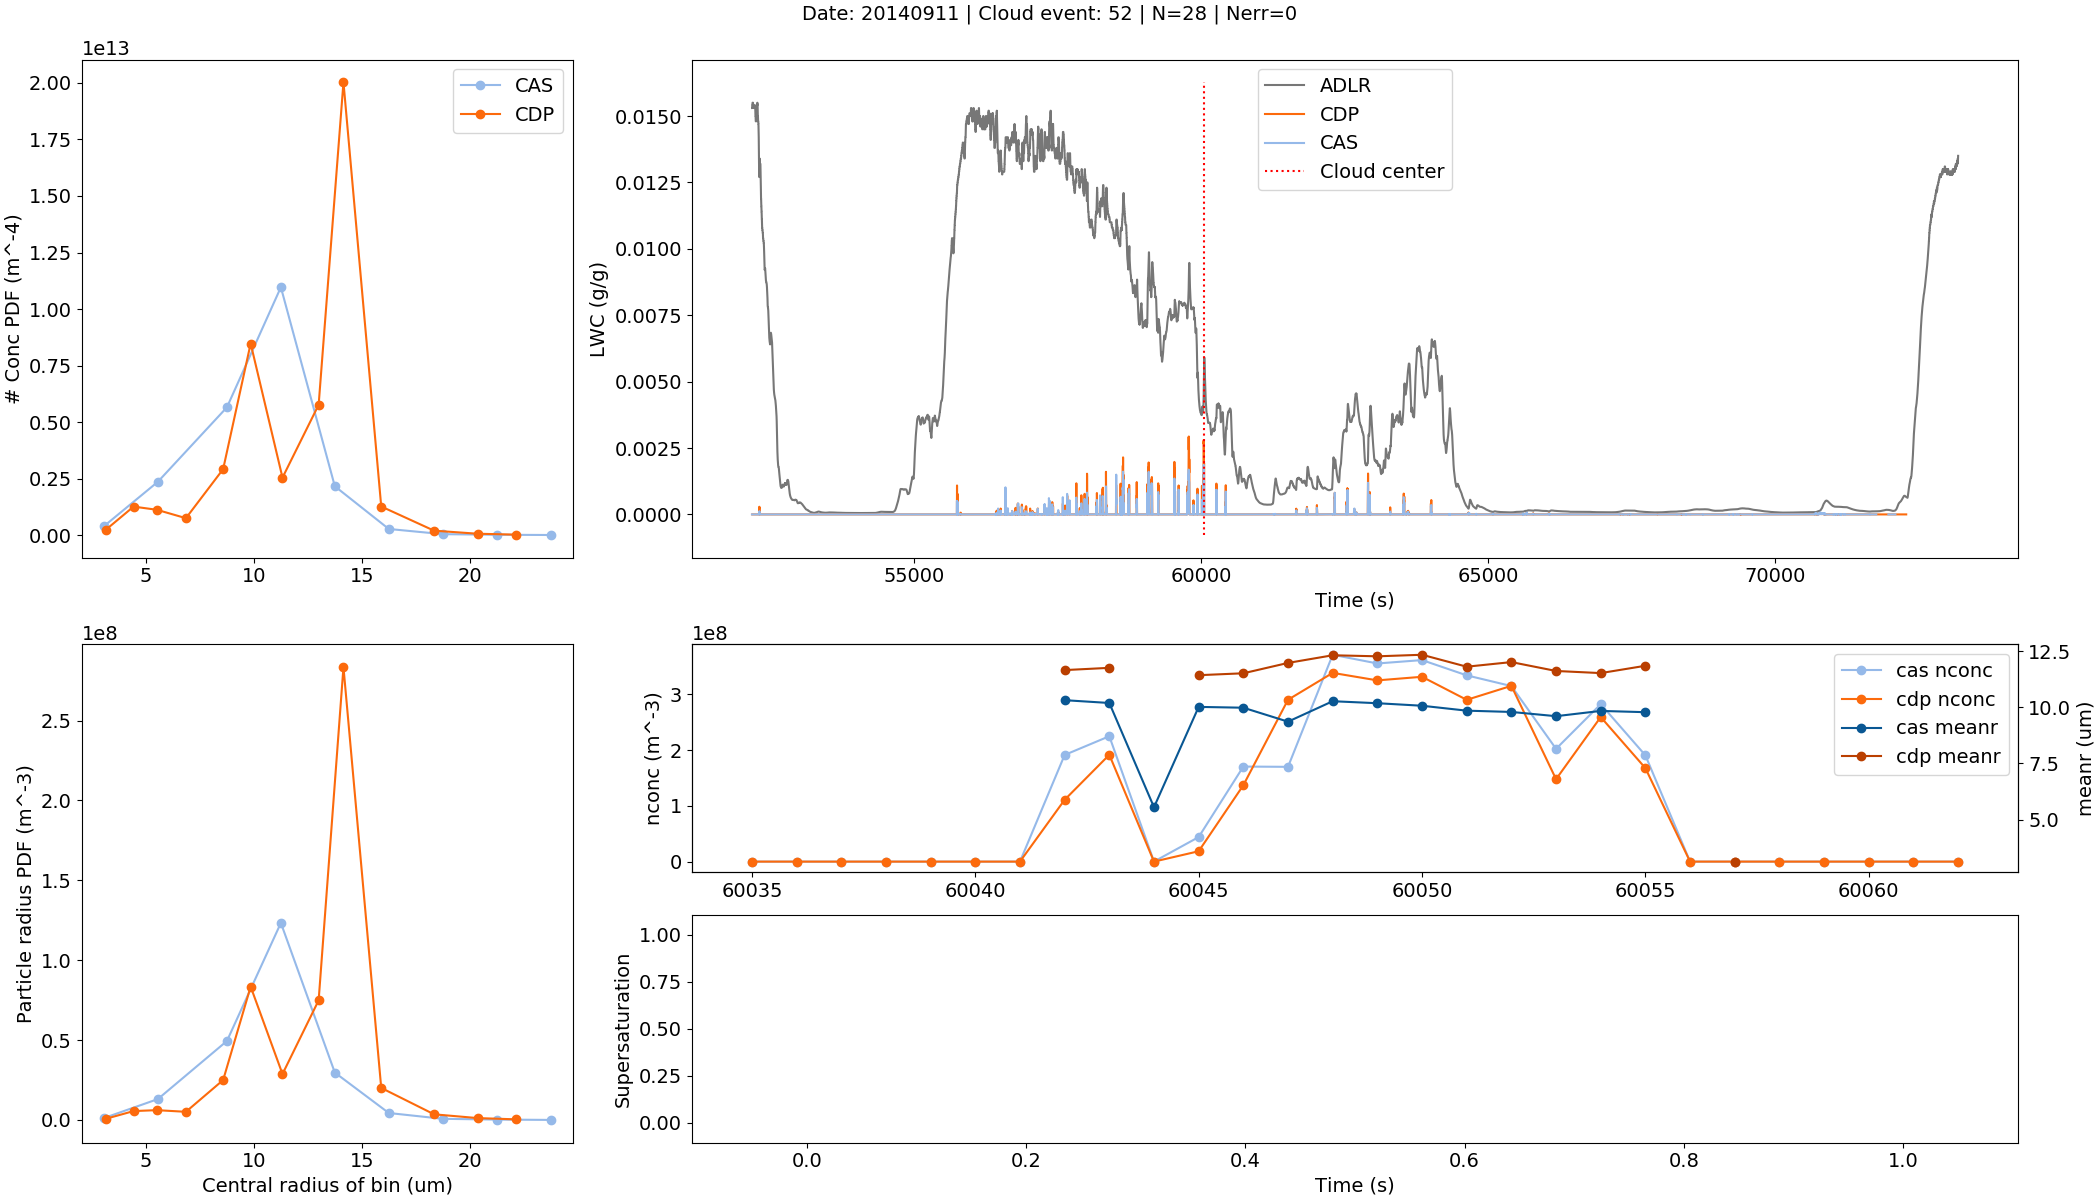 Date: 20140911 | Cloud event: 52 | N=28 | Nerr=0
1e13
# Conc PDF (m^-4)
2.00
1.75
1.50
1.25
1.00
0.75
0.50
0.25
0.00
5 10 15 20
CAS
CDP
LWC (g/g)
0.0150
0.0125
0.0100
0.0075
0.0050
0.0025
0.0000
55000 60000 65000 70000
Time (s)
ADLR
CDP
CAS
Cloud center
1e8
Particle radius PDF (m^-3)
2.5
2.0
1.5
1.0
0.5
0.0
5 10 15 20
Central radius of bin (um)
1e8
nconc (m^-3)
3
2
1
0
60035 60040 60045 60050 60055 60060
12.5
10.0
7.5
5.0
meanr (um)
cas nconc
cdp nconc
cas meanr
cdp meanr
Supersaturation
1.00
0.75
0.50
0.25
0.00
0.0 0.2 0.4 0.6 0.8 1.0
Time (s)